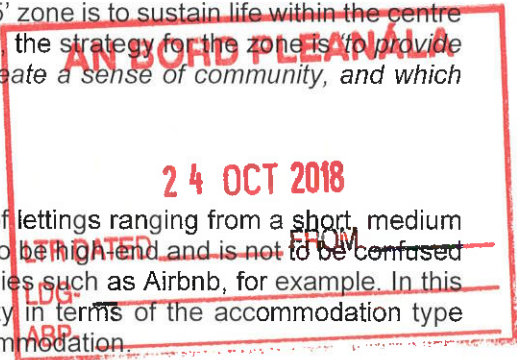 5’ zone is to sustain life within the centre
, the strategy for the zone is ‘to provide
AN BORD PLEANÁLA
eate a sense of community, and which
24 OCT 2018
f lettings ranging from a short, medium
o be high-end and is not to be confused
LTR DATED FROM
ies such as Airbnb, for example. In this
LDG-
y in terms of the accommodation type
ABP-
mmodation.